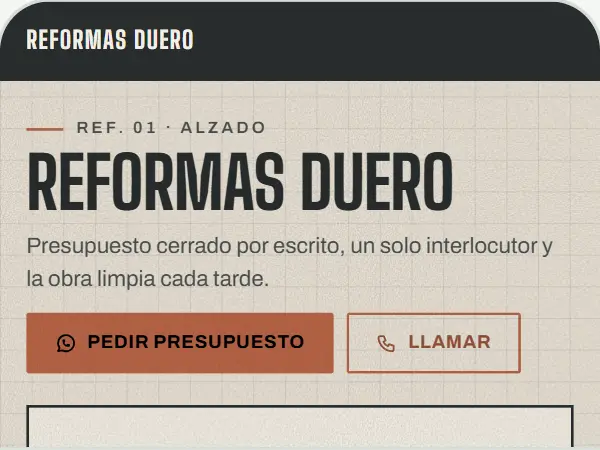 REFORMAS DUERO
REF. 01 · ALZADO
REFORMAS DUERO
Presupuesto cerrado por escrito, un solo interlocutor y
la obra limpia cada tarde.
PEDIR PRESUPUESTO
LLAMAR